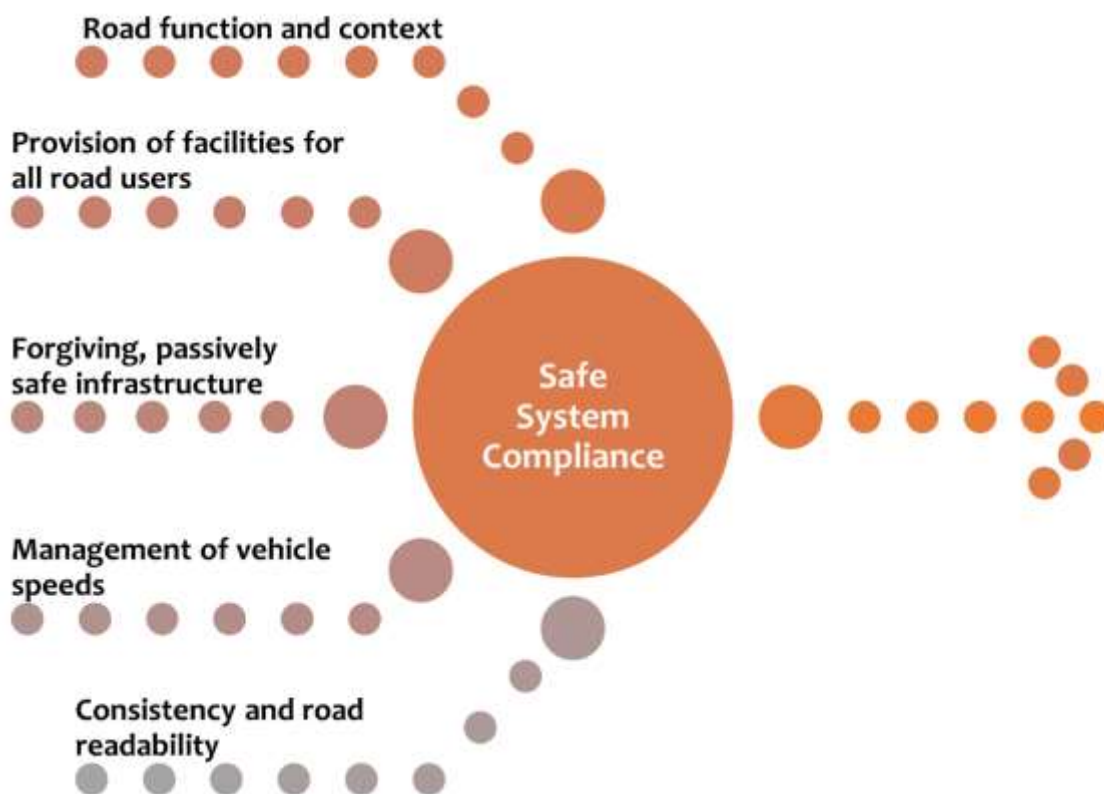 Road function and context
Provision of facilities for
all road users
Forgiving, passively
safe infrastructure
Safe
System
Compliance
Management of vehicle
speeds
Consistency and road
readability